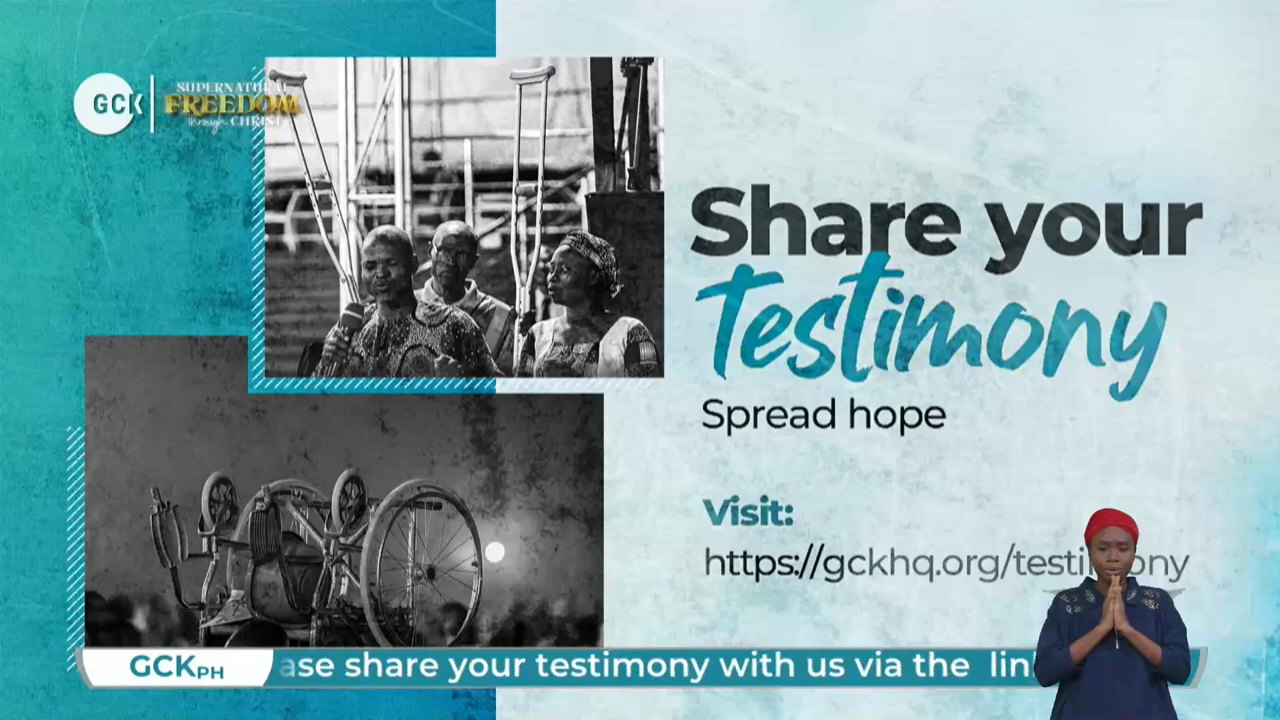 GCK
SUPERNATURAL
FREEDOM
through CHRIST
Share your
Testimony
Spread hope
Visit:
https://gckhq.org/testimony
GCKPH
ase share your testimony with us via the lin